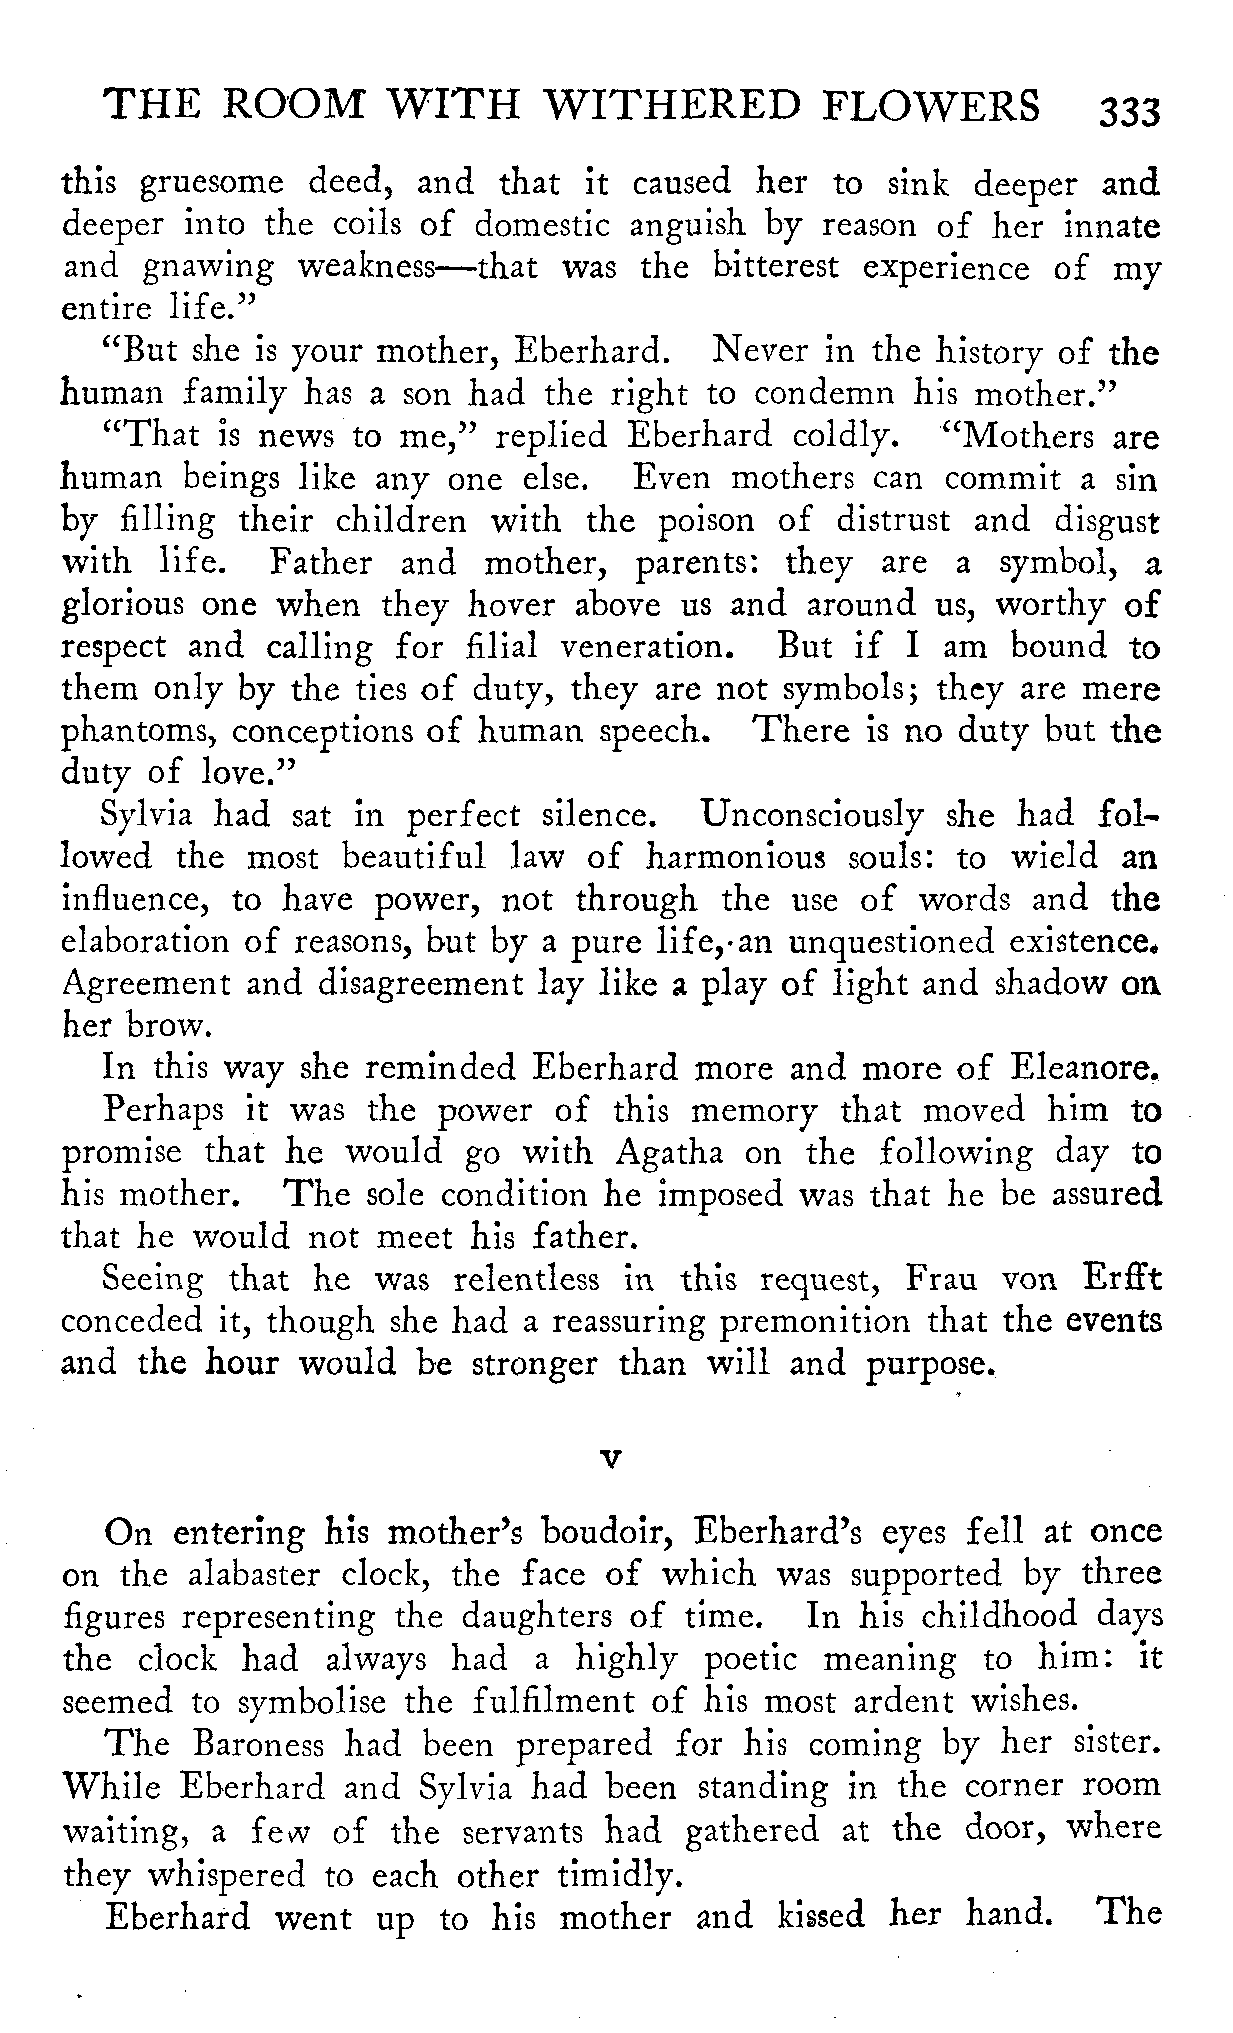 THE ROOM WITH WITHERED FLOWERS 333
this gruesome deed, and that it caused her to sink deeper and
deeper into the coils of domestic anguish by reason of her innate
and gnawing weakness—that was the bitterest experience of my
entire life.”
“But she is your mother, Eberhard. Never in the history of the
human family has a son had the right to condemn his mother.”
“That is news to me,” replied Eberhard coldly. “Mothers are
human beings like any one else. Even mothers can commit a sin
by filling their children with the poison of distrust and disgust
with life. Father and mother, parents: they are a symbol, a
glorious one when they hover above us and around us, worthy of
respect and calling for filial veneration. But if I am bound to
them only by the ties of duty, they are not symbols; they are mere
phantoms, conceptions of human speech. There is no duty but the
duty of love.”
Sylvia had sat in perfect silence. Unconsciously she had fol-
lowed the most beautiful law of harmonious souls: to wield an
influence, to have power, not through the use of words and the
elaboration of reasons, but by a pure life, an unquestioned existence.
Agreement and disagreement lay like a play of light and shadow on
her brow.
In this way she reminded Eberhard more and more of Eleanore.
Perhaps it was the power of this memory that moved him to
promise that he would go with Agatha on the following day to
his mother. The sole condition he imposed was that he be assured
that he would not meet his father.
Seeing that he was relentless in this request, Frau von Erfft
conceded it, though she had a reassuring premonition that the events
and the hour would be stronger than will and purpose.
V
On entering his mother’s boudoir, Eberhard’s eyes fell at once
on the alabaster clock, the face of which was supported by three
figures representing the daughters of time. In his childhood days
the clock had always had a highly poetic meaning to him: it
seemed to symbolise the fulfilment of his most ardent wishes.
The Baroness had been prepared for his coming by her sister.
While Eberhard and Sylvia had been standing in the corner room
waiting, a few of the servants had gathered at the door, where
they whispered to each other timidly.
Eberhard went up to his mother and kissed her hand. The